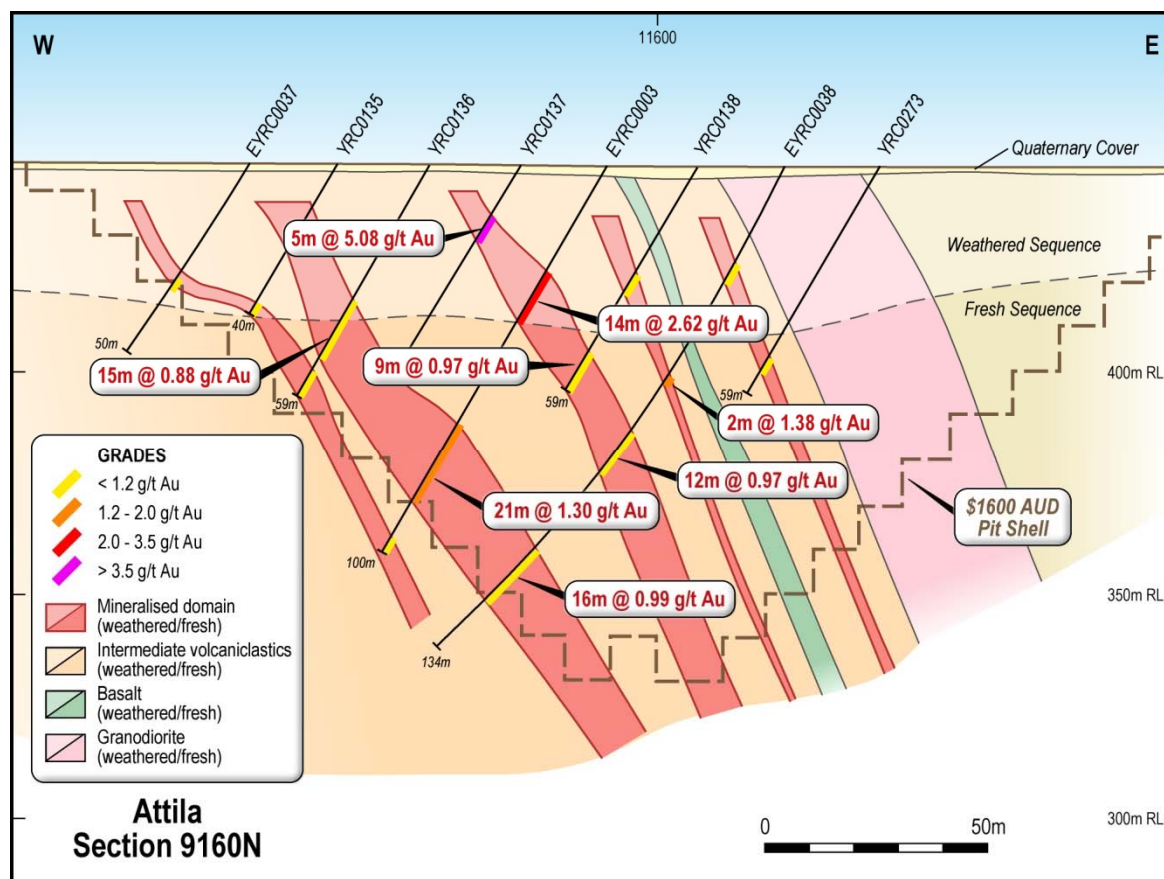 W
11600
E
EYRC0037
YRC0135
YRC0136
YRC0137
EYRC0003
YRC0138
EYRC0038
YRC0273
Quaternary Cover
Weathered Sequence
Fresh Sequence
5m @ 5.08 g/t Au
14m @ 2.62 g/t Au
40m
50m
15m @ 0.88 g/t Au
9m @ 0.97 g/t Au
400m RL
59m
59m
59m
2m @ 1.38 g/t Au
12m @ 0.97 g/t Au
21m @ 1.30 g/t Au
$1600 AUD
Pit Shell
100m
16m @ 0.99 g/t Au
350m RL
134m
GRADES
< 1.2 g/t Au
1.2 - 2.0 g/t Au
2.0 - 3.5 g/t Au
> 3.5 g/t Au
Mineralised domain
(weathered/fresh)
Intermediate volcaniclastics
(weathered/fresh)
Basalt
(weathered/fresh)
Granodiorite
(weathered/fresh)
Attila
Section 9160N
0
50m
300m RL